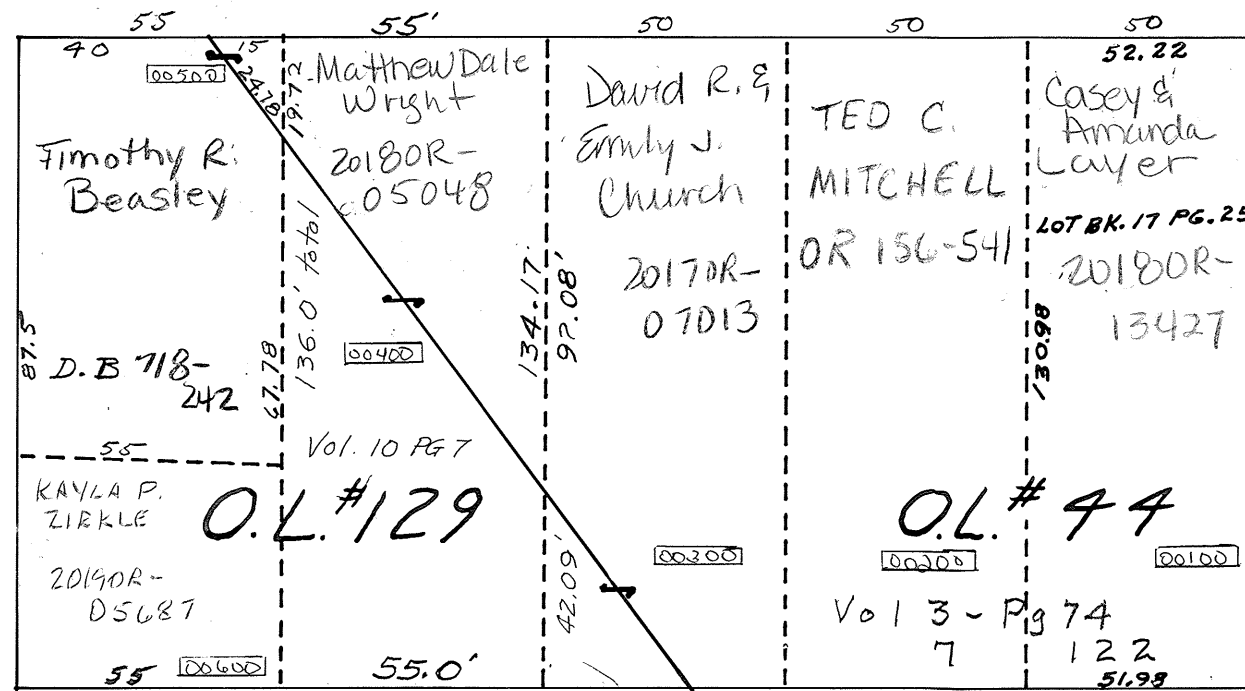 55
55'
50
50
50
40
15
00500
24.78
19.72
Matthew Dale
Wright
20180R-
05048
136.0' total
Timothy R.
Beasley
87.5
D.B 718-
242
67.78
55
KAYLA P.
ZIRKLE
20190R-
05687
55
00600
00400
Vol. 10 PG 7
O.L.#129
55.0'
134.17'
92.08'
42.09'
David R. &
Emily J.
Church
20170R-
07013
00300
TED C.
MITCHELL
OR 156-541
00200
52.22
Casey &
Amanda
Layer
LOT BK. 17 PG. 25
20180R-
13427
130.98
O.L.# 44
00100
Vol 3 - Pg 74
7 122
51.98